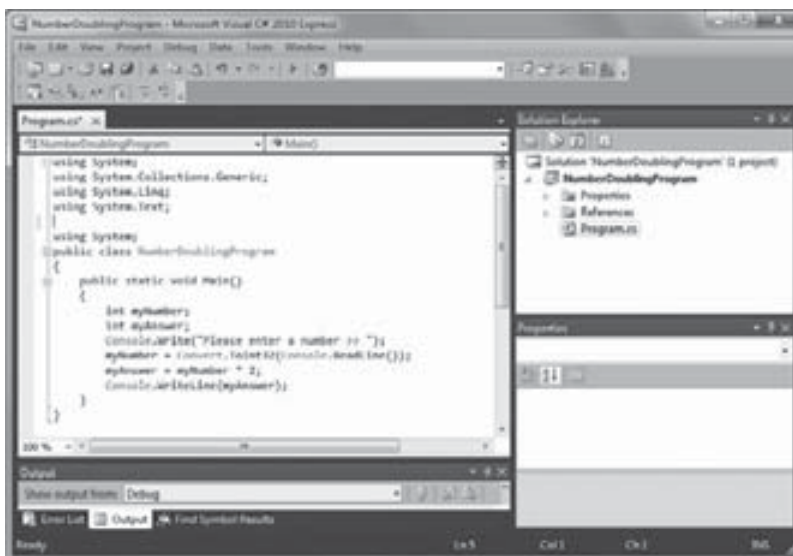 NumberDoublingProgram - Microsoft Visual C# 2010 Express
File Edit View Project Debug Data Tools Window Help
Program.cs* ×
NumberDoublingProgram
Main()
using System;
using System.Collections.Generic;
using System.Linq;
using System.Text;
using System;
public class NumberDoublingProgram
{
public static void Main()
{
int myNumber;
int myAnswer;
Console.Write("Please enter a number >> ");
myNumber = Convert.ToInt32(Console.ReadLine());
myAnswer = myNumber * 2;
Console.WriteLine(myAnswer);
}
}
100 %
Output
Show output from: Debug
Error List Output Find Symbol Results
Ready Ln 5 Col 1 Ch 1 INS
Solution Explorer
Solution 'NumberDoublingProgram' (1 project)
NumberDoublingProgram
Properties
References
Program.cs
Properties